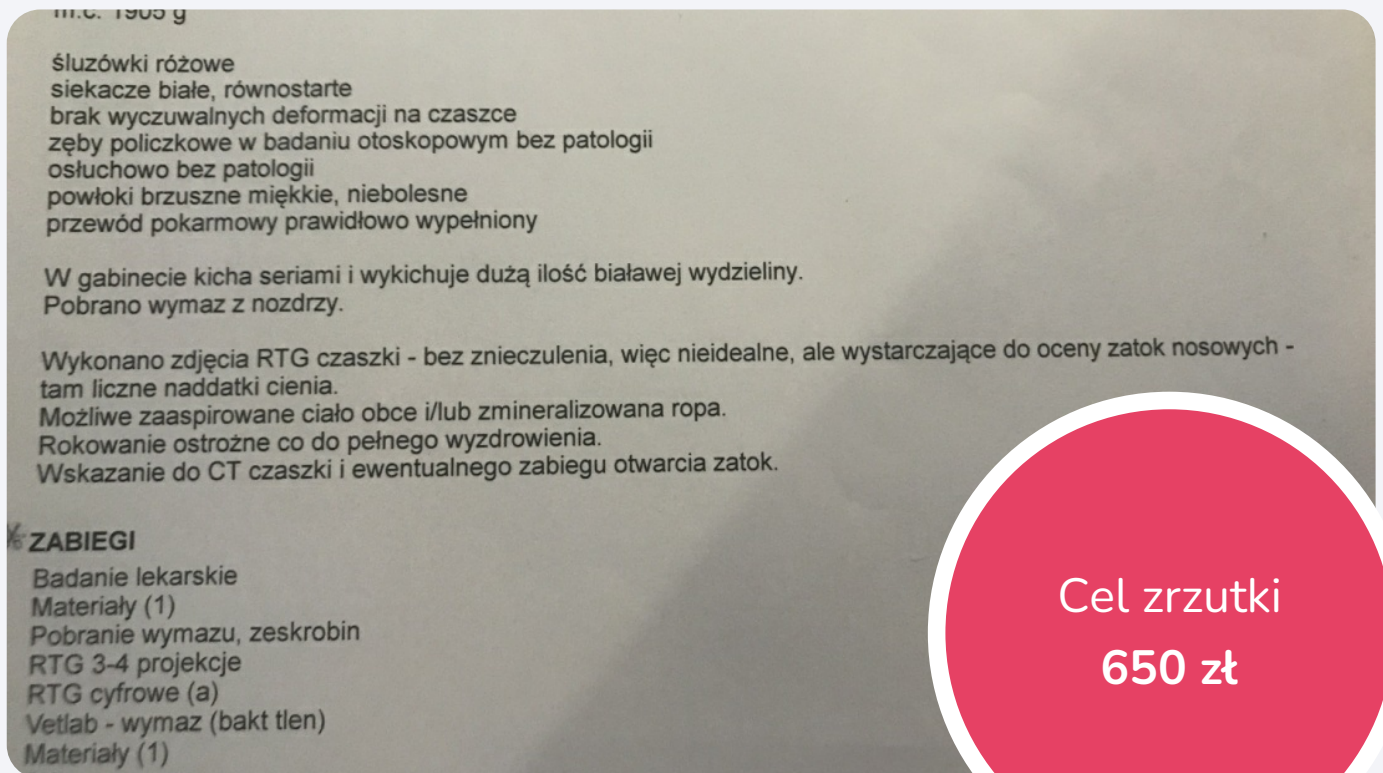 m.c. 1905 g
śluzówki różowe
siekacze białe, równostarte
brak wyczuwalnych deformacji na czaszce
zęby policzkowe w badaniu otoskopowym bez patologii
osłuchowo bez patologii
powłoki brzuszne miękkie, niebolesne
przewód pokarmowy prawidłowo wypełniony
W gabinecie kicha seriami i wykichuje dużą ilość białawej wydzieliny.
Pobrano wymaz z nozdrzy.
Wykonano zdjęcia RTG czaszki - bez znieczulenia, więc nieidealne, ale wystarczające do oceny zatok nosowych -
tam liczne naddatki cienia.
Możliwe zaaspirowane ciało obce i/lub zmineralizowana ropa.
Rokowanie ostrożne co do pełnego wyzdrowienia.
Wskazanie do CT czaszki i ewentualnego zabiegu otwarcia zatok.
ZABIEGI
Badanie lekarskie
Materiały (1)
Pobranie wymazu, zeskrobin
RTG 3-4 projekcje
RTG cyfrowe (a)
Vetlab - wymaz (bakt tlen)
Materiały (1)
Cel zrzutki
650 zł